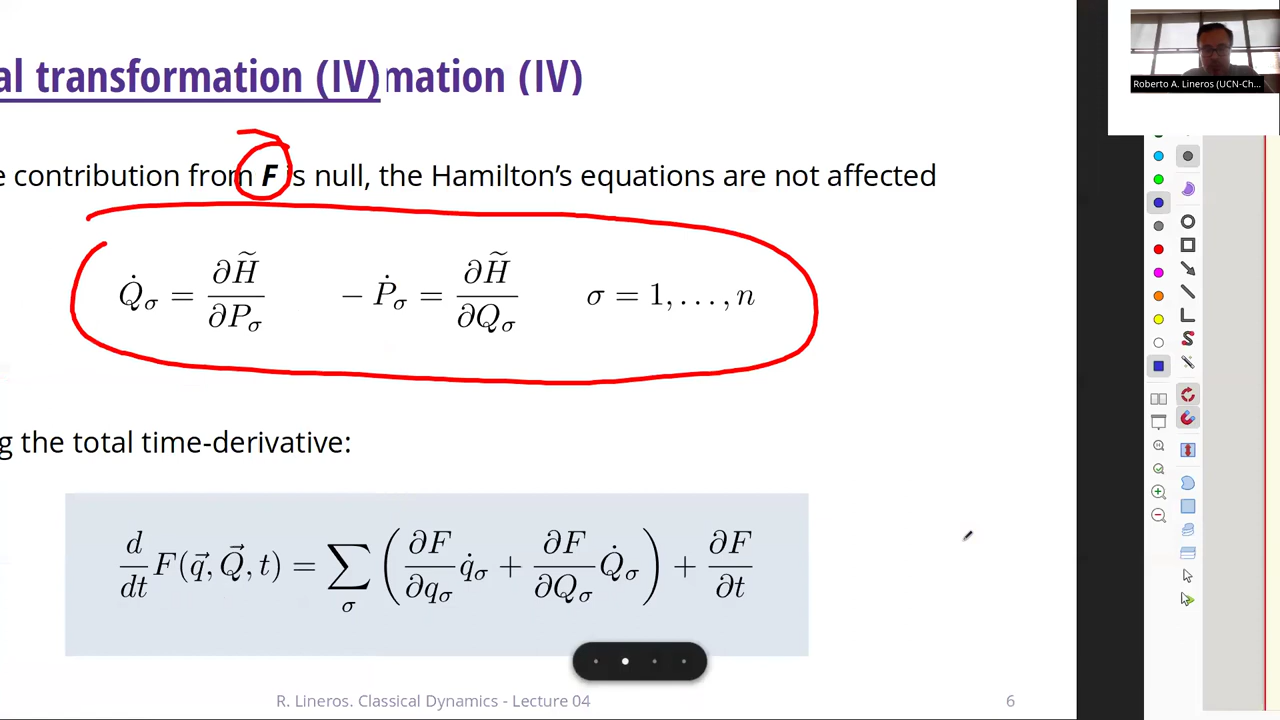 al transformation (IV)mation (IV)
Roberto A. Lineros (UCN-Ch...
e contribution from F is null, the Hamilton's equations are not affected
Q̇σ = ∂H̃/∂Pσ   − Ṗσ = ∂H̃/∂Qσ   σ = 1, . . . , n
g the total time-derivative:
d/dt F(q⃗, Q⃗, t) = ∑σ (∂F/∂qσ q̇σ + ∂F/∂Qσ Q̇σ) + ∂F/∂t
R. Lineros. Classical Dynamics - Lecture 04
6